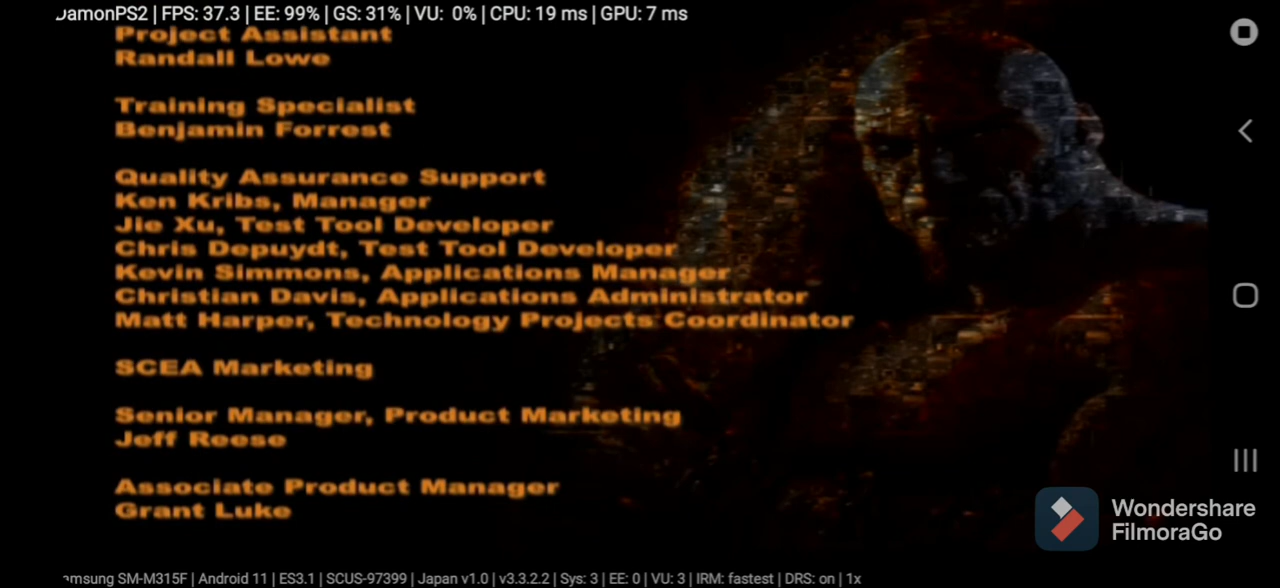 DamonPS2 | FPS: 37.3 | EE: 99% | GS: 31% | VU: 0% | CPU: 19 ms | GPU: 7 ms
Project Assistant
Randall Lowe
Training Specialist
Benjamin Forrest
Quality Assurance Support
Ken Kribs, Manager
Jie Xu, Test Tool Developer
Chris Depuydt, Test Tool Developer
Kevin Simmons, Applications Manager
Christian Davis, Applications Administrator
Matt Harper, Technology Projects Coordinator
SCEA Marketing
Senior Manager, Product Marketing
Jeff Reese
Associate Product Manager
Grant Luke
Wondershare
FilmoraGo
amsung SM-M315F | Android 11 | ES3.1 | SCUS-97399 | Japan v1.0 | v3.3.2.2 | Sys: 3 | EE: 0 | VU: 3 | IRM: fastest | DRS: on | 1x